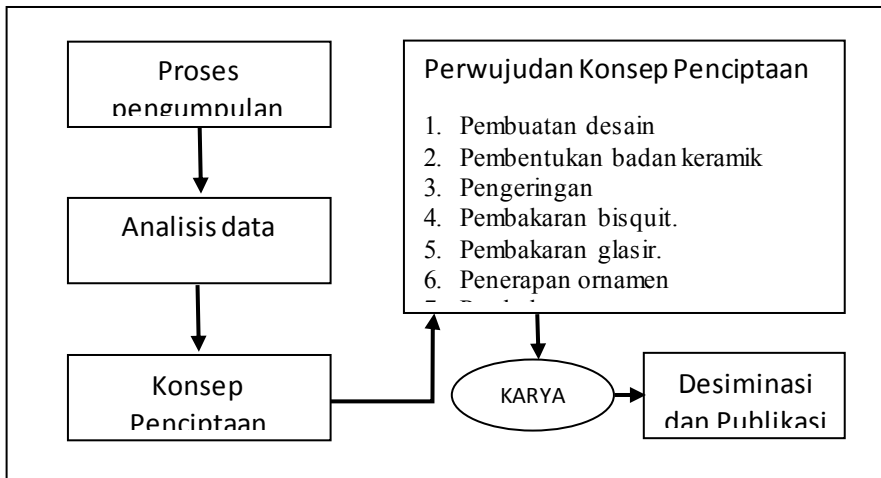 Proses
pengumpulan
Analisis data
Konsep
Penciptaan
Perwujudan Konsep Penciptaan
1. Pembuatan desain
2. Pembentukan badan keramik
3. Pengeringan
4. Pembakaran bisquit.
5. Pembakaran glasir.
6. Penerapan ornamen
KARYA
Desiminasi
dan Publikasi